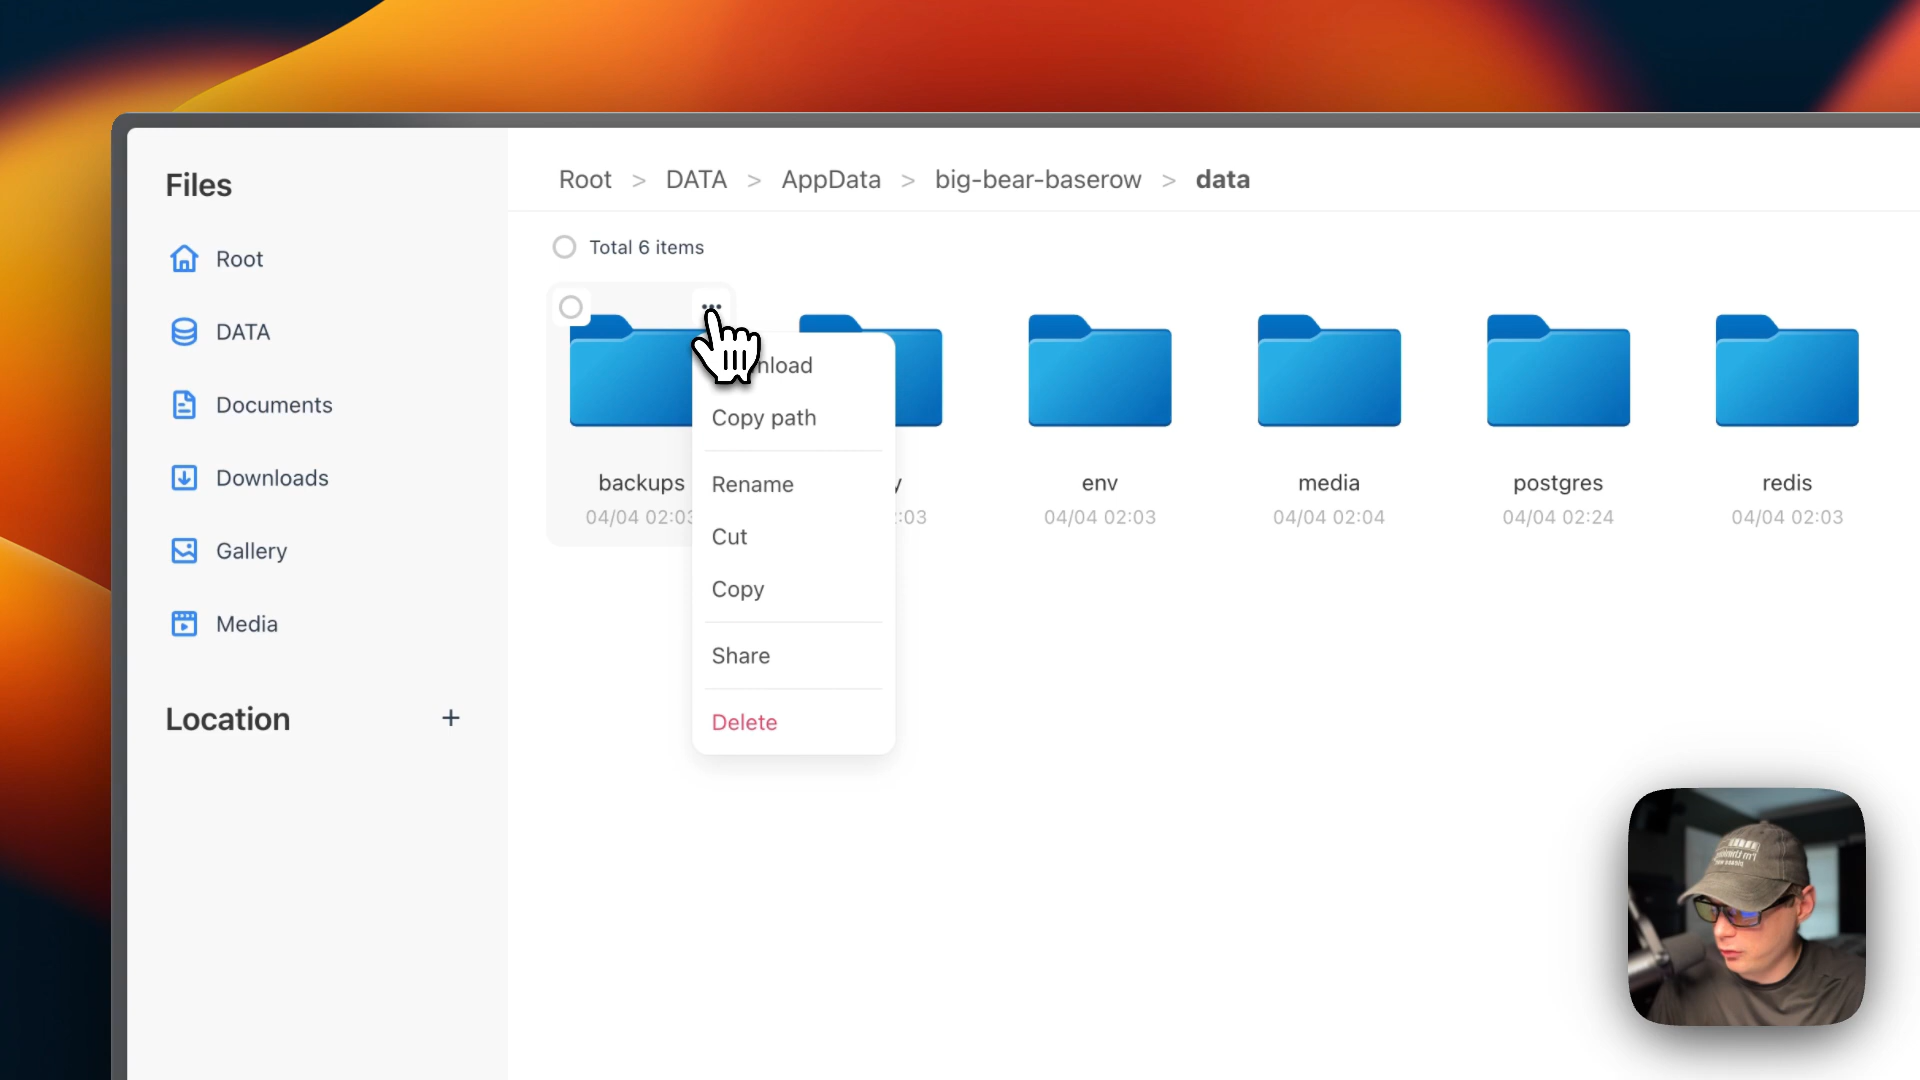 Files
Root
DATA
Documents
Downloads
Gallery
Media
Location +
Root > DATA > AppData > big-bear-baserow > data
Total 6 items
nload
Copy path
Rename
Cut
Copy
Share
Delete
backups
04/04 02:03
y
:03
env
04/04 02:03
media
04/04 02:04
postgres
04/04 02:24
redis
04/04 02:03